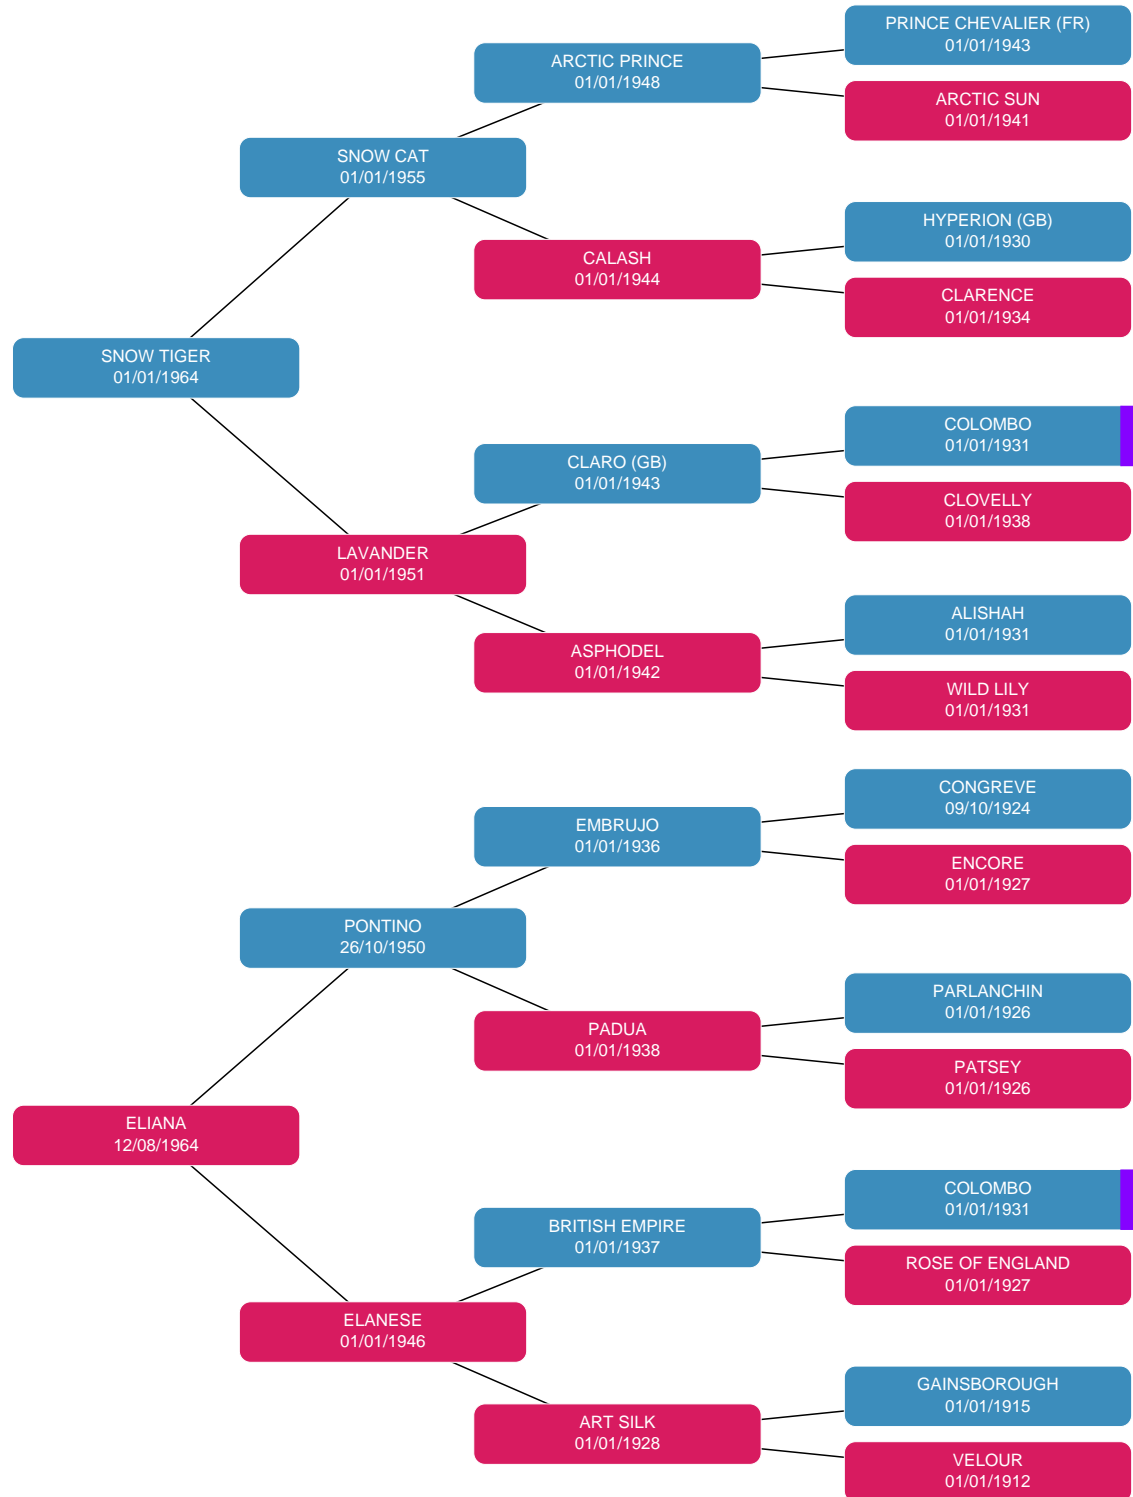 PRINCE CHEVALIER (FR)
01/01/1943
ARCTIC PRINCE
01/01/1948
ARCTIC SUN
01/01/1941
SNOW CAT
01/01/1955
HYPERION (GB)
01/01/1930
CALASH
01/01/1944
CLARENCE
01/01/1934
SNOW TIGER
01/01/1964
COLOMBO
01/01/1931
CLARO (GB)
01/01/1943
CLOVELLY
01/01/1938
LAVANDER
01/01/1951
ALISHAH
01/01/1931
ASPHODEL
01/01/1942
WILD LILY
01/01/1931
CONGREVE
09/10/1924
EMBRUJO
01/01/1936
ENCORE
01/01/1927
PONTINO
26/10/1950
PARLANCHIN
01/01/1926
PADUA
01/01/1938
PATSEY
01/01/1926
ELIANA
12/08/1964
COLOMBO
01/01/1931
BRITISH EMPIRE
01/01/1937
ROSE OF ENGLAND
01/01/1927
ELANESE
01/01/1946
GAINSBOROUGH
01/01/1915
ART SILK
01/01/1928
VELOUR
01/01/1912